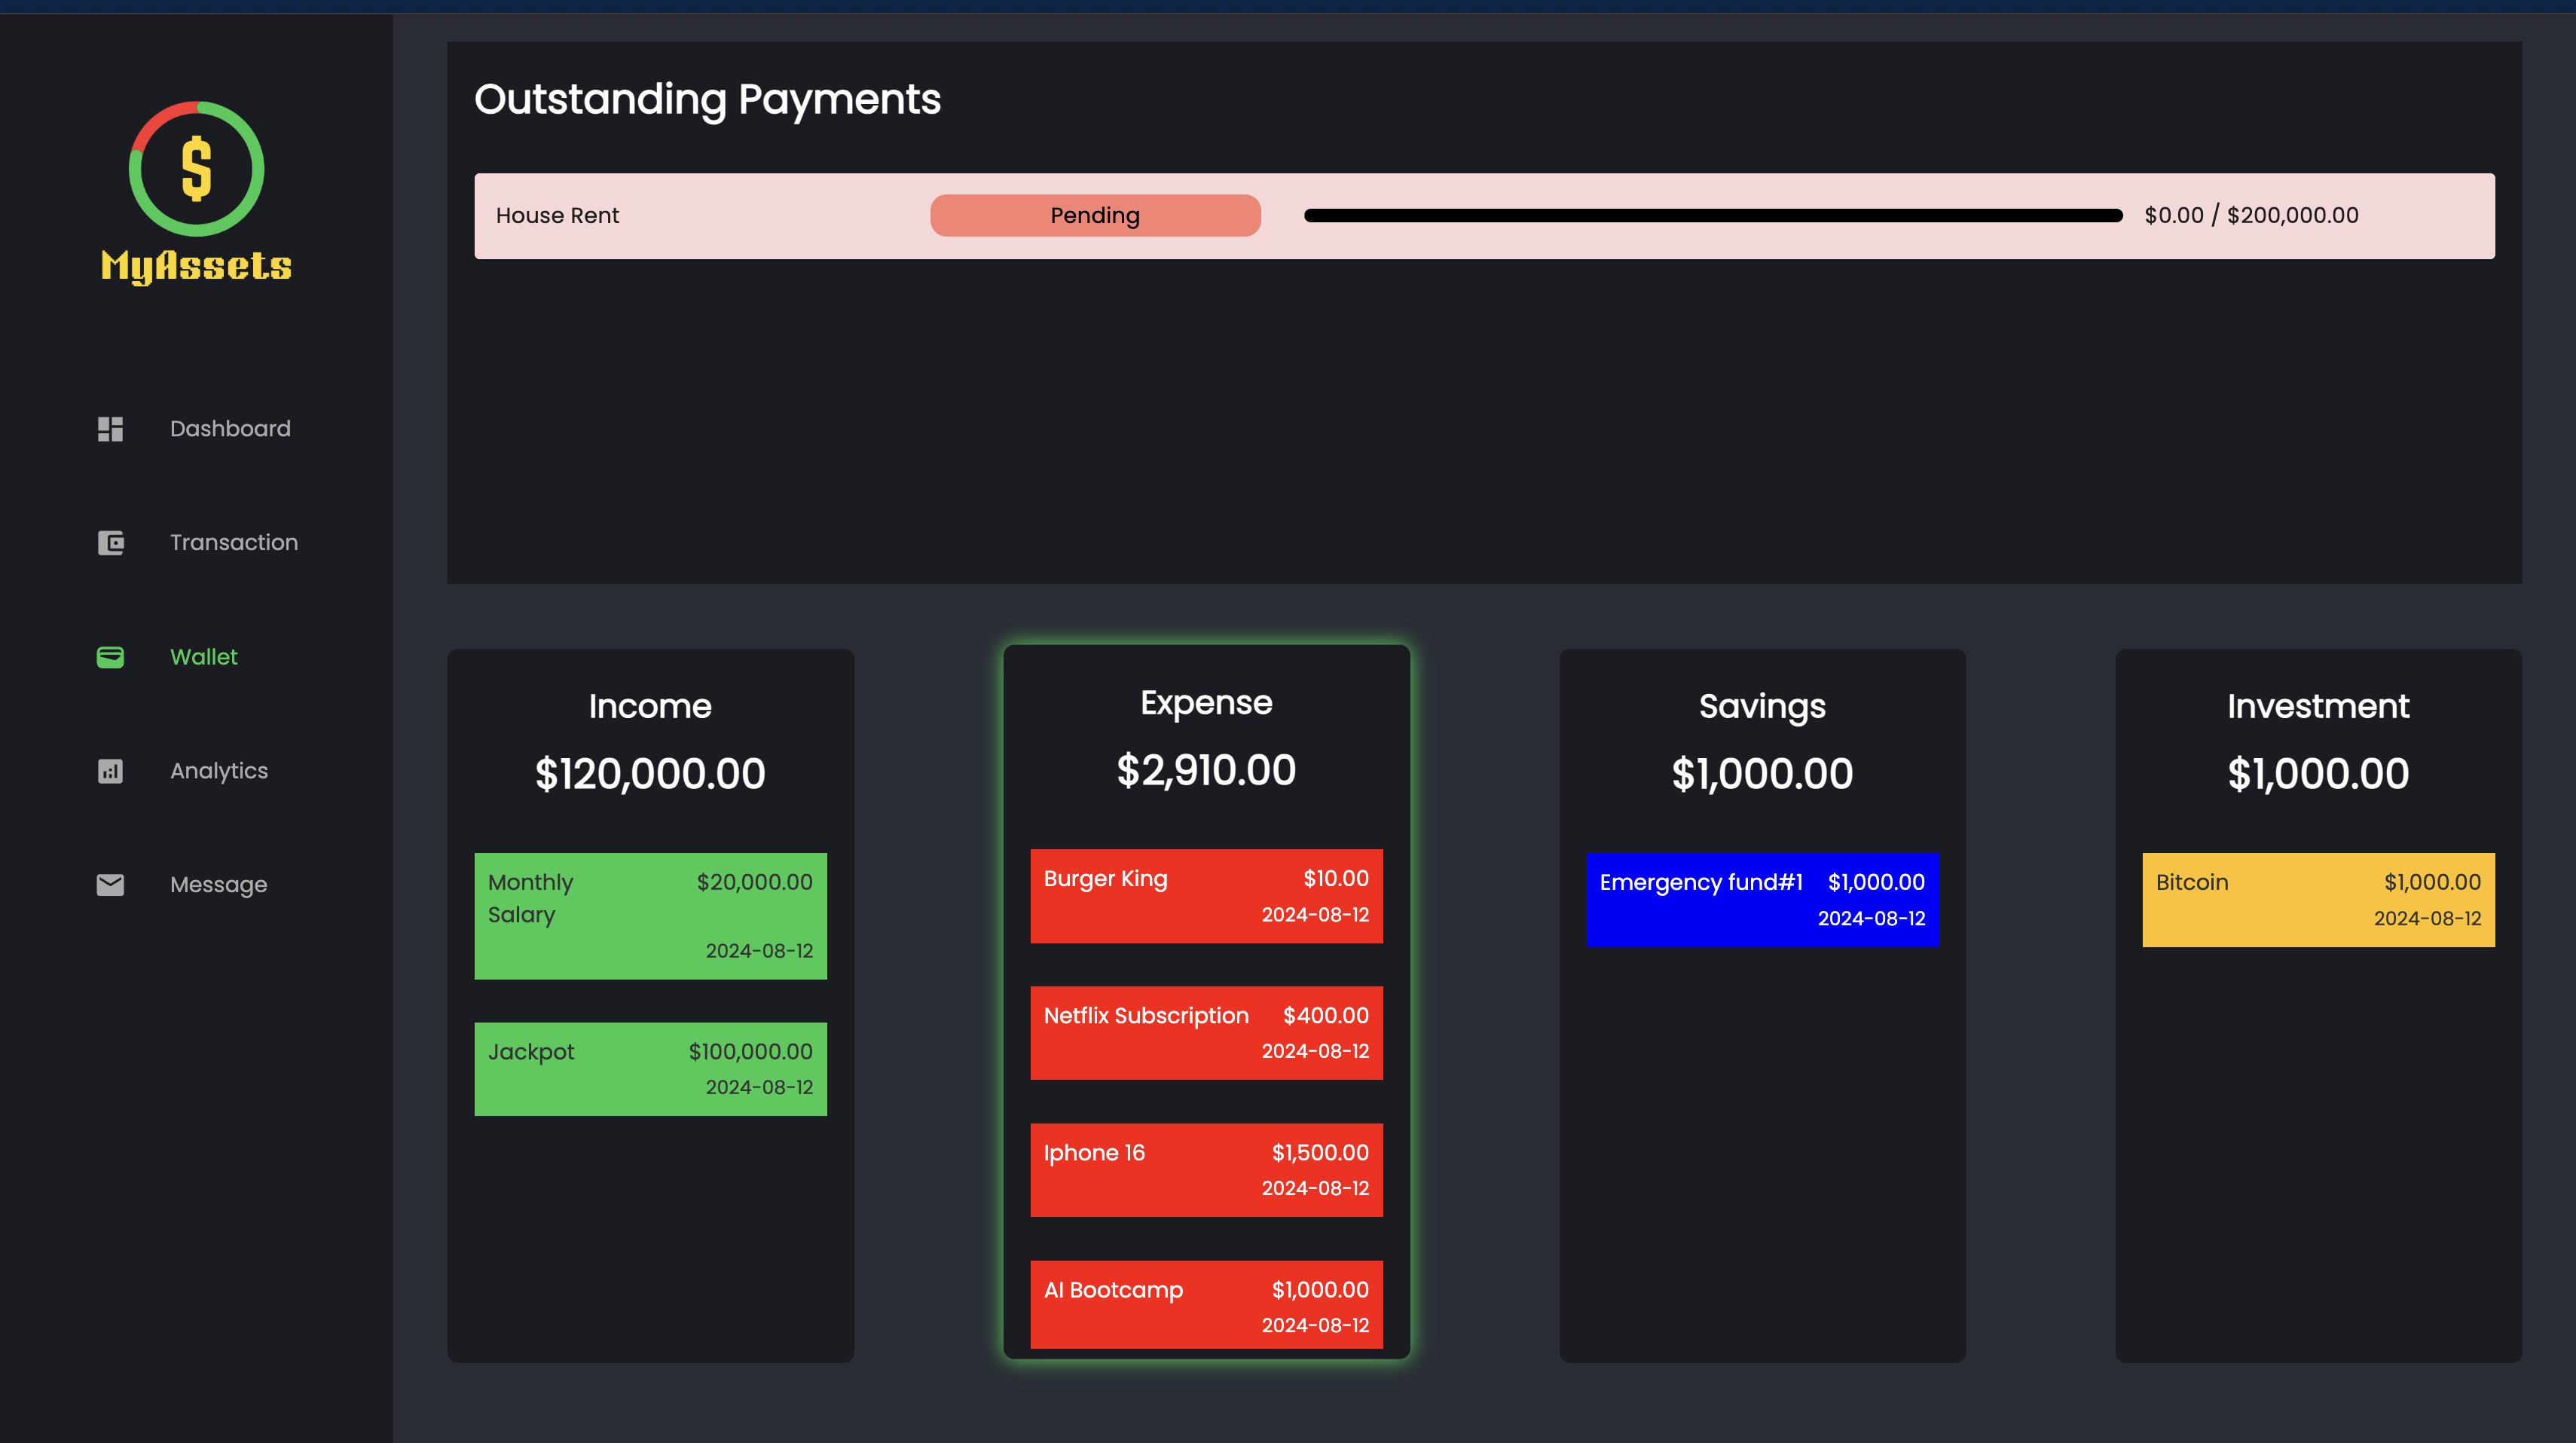 $
MyAssets
Dashboard
Transaction
Wallet
Analytics
Message
Outstanding Payments
House Rent Pending $0.00 / $200,000.00
Income
$120,000.00
Monthly $20,000.00
Salary
2024-08-12
Jackpot $100,000.00
2024-08-12
Expense
$2,910.00
Burger King $10.00
2024-08-12
Netflix Subscription $400.00
2024-08-12
Iphone 16 $1,500.00
2024-08-12
AI Bootcamp $1,000.00
2024-08-12
Savings
$1,000.00
Emergency fund#1 $1,000.00
2024-08-12
Investment
$1,000.00
Bitcoin $1,000.00
2024-08-12